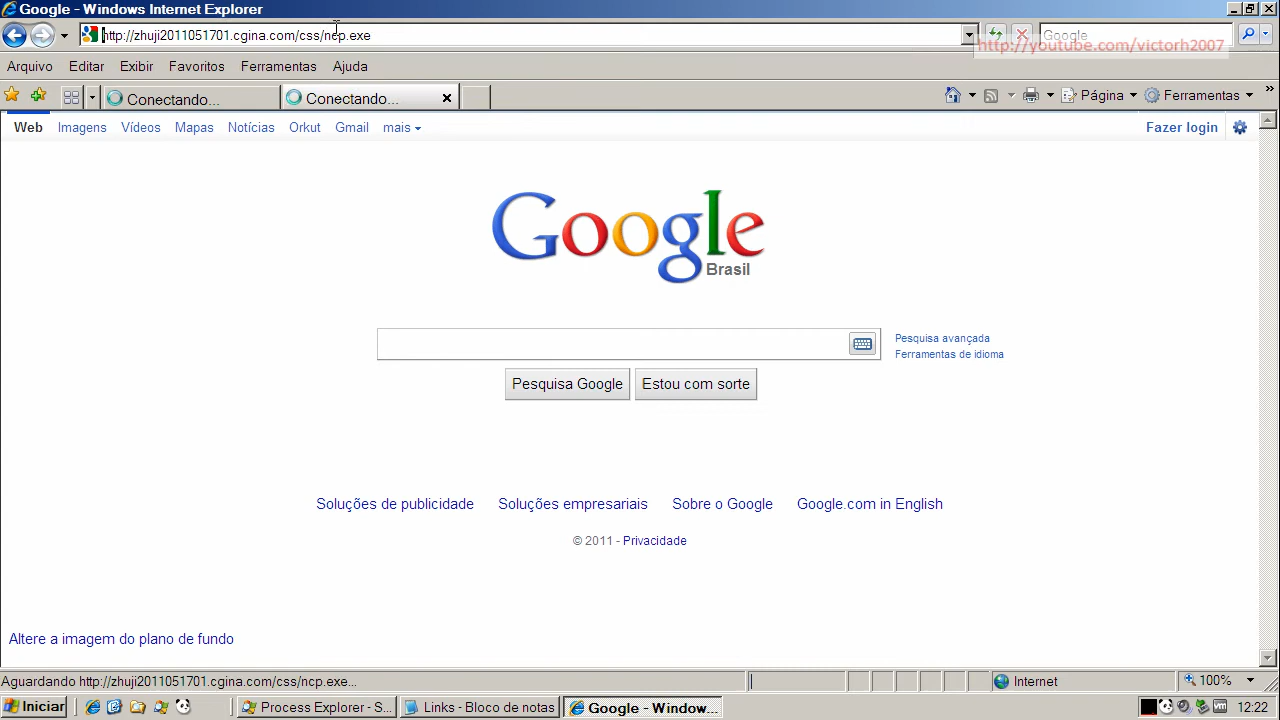 Google - Windows Internet Explorer
http://zhuji2011051701.cgina.com/css/ncp.exe
Google
http://youtube.com/victorh2007
Arquivo Editar Exibir Favoritos Ferramentas Ajuda
Conectando... Conectando... Página Ferramentas
Web Imagens Vídeos Mapas Notícias Orkut Gmail mais Fazer login
Google
Brasil
Pesquisa avançada
Ferramentas de idioma
Pesquisa Google Estou com sorte
Soluções de publicidade Soluções empresariais Sobre o Google Google.com in English
© 2011 - Privacidade
Altere a imagem do plano de fundo
Aguardando http://zhuji2011051701.cgina.com/css/ncp.exe... Internet 100%
Iniciar Process Explorer - S... Links - Bloco de notas Google - Window... 12:22